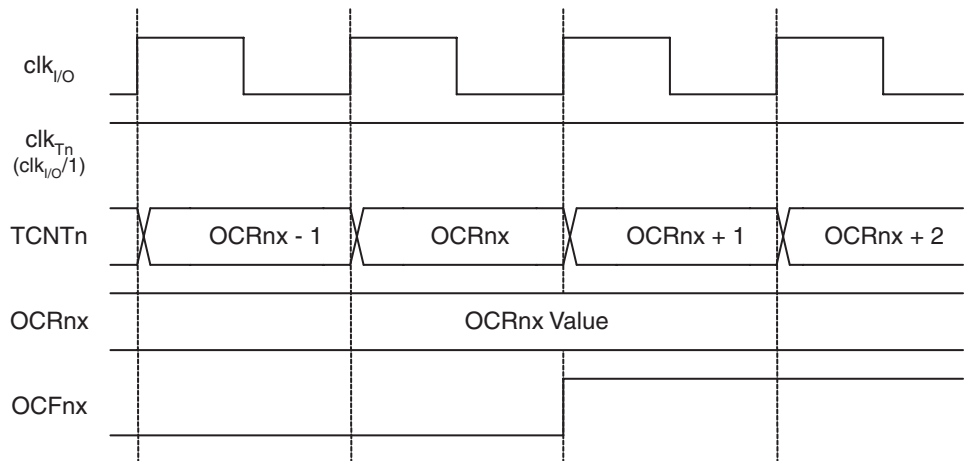 clkI/O
clkTn
(clkI/O/1)
TCNTn OCRnx - 1 OCRnx OCRnx + 1 OCRnx + 2
OCRnx OCRnx Value
OCFnx